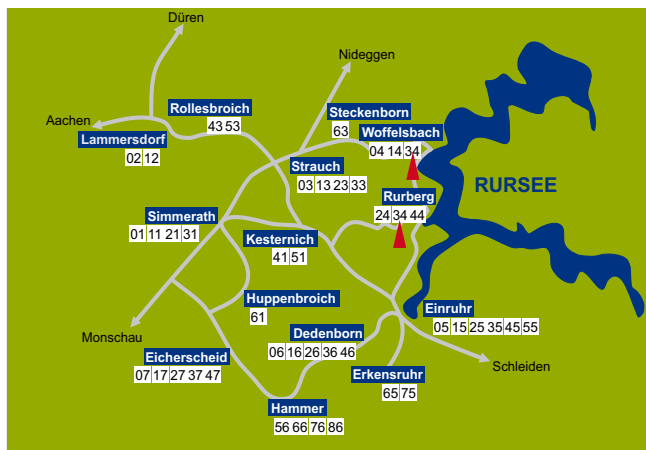 Düren
Nideggen
Aachen
Rollesbroich
43 53
Lammersdorf
02 12
Steckenborn
63
Woffelsbach
04 14 34
Strauch
03 13 23 33
RURSEE
Rurberg
24 34 44
Simmerath
01 11 21 31
Kesternich
41 51
Huppenbroich
61
Einruhr
05 15 25 35 45 55
Monschau
Dedenborn
06 16 26 36 46
Eicherscheid
07 17 27 37 47
Schleiden
Erkensruhr
65 75
Hammer
56 66 76 86